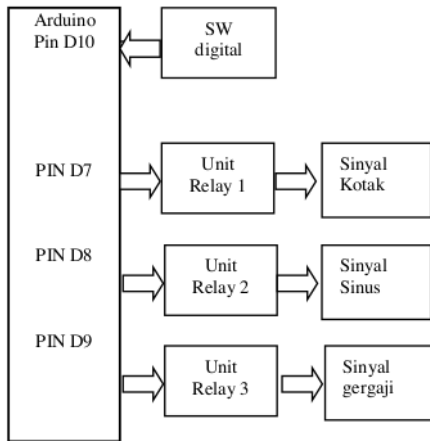 Arduino
Pin D10
SW
digital
PIN D7
Unit
Relay 1
Sinyal
Kotak
PIN D8
Unit
Relay 2
Sinyal
Sinus
PIN D9
Unit
Relay 3
Sinyal
gergaji